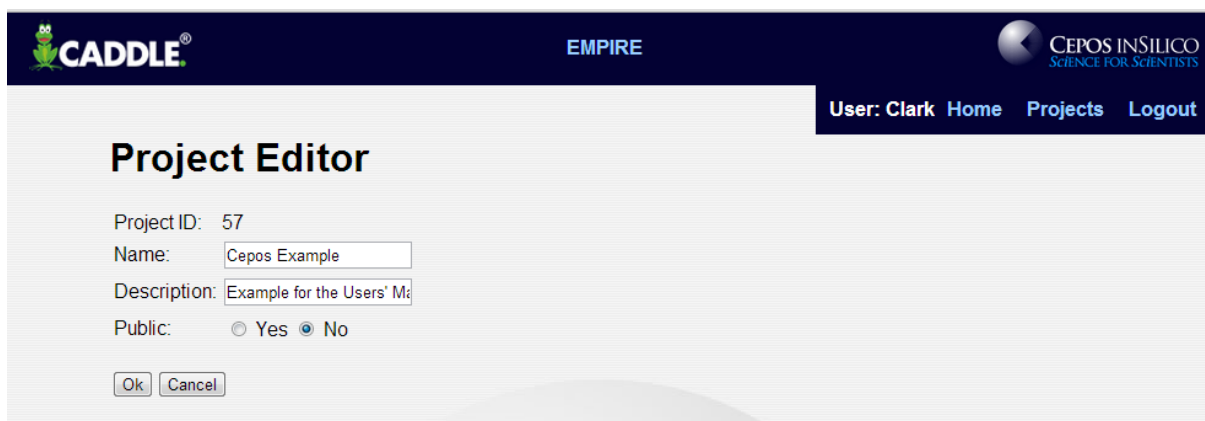 CADDLE®
EMPIRE
CEPOS INSILICO
SCIENCE FOR SCIENTISTS
User: Clark Home Projects Logout
Project Editor
Project ID: 57
Name: Cepos Example
Description: Example for the Users' Ma
Public: Yes No
Ok Cancel